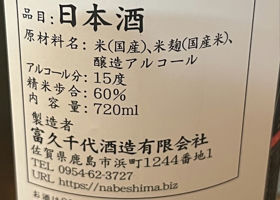 品目:日本酒
原材料名:米(国産)、米麹(国産米)、
醸造アルコール
アルコール分:15度
精米歩合:60%
内容量:720ml
製造者
富久千代酒造有限会社
佐賀県鹿島市浜町1244番地1
TEL 0954-62-3727
URL https://nabeshima.biz
お酒は